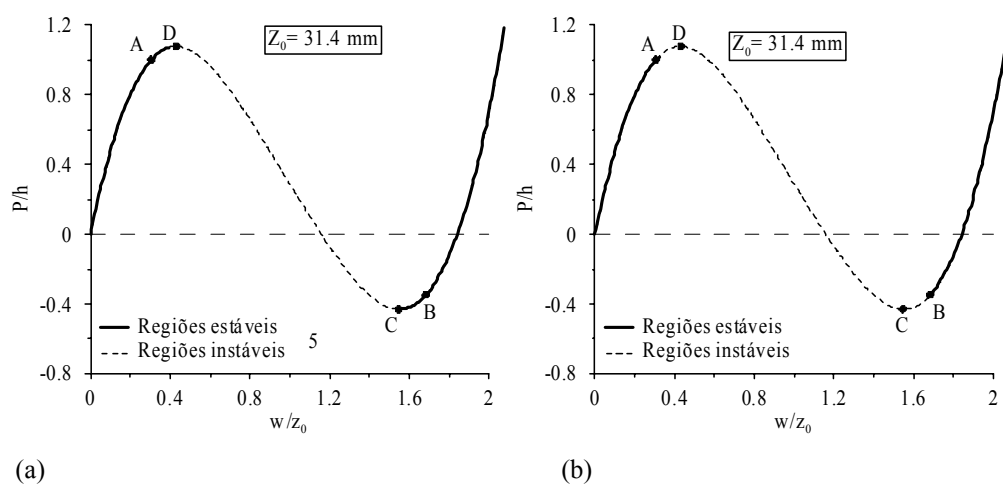 1.2
0.8
0.4
0
-0.4
-0.8
P/h
A
D
Z0= 31.4 mm
C
B
Regiões estáveis
Regiões instáveis
5
0
0.4
0.8
1.2
1.6
2
w/z0
(a)
1.2
0.8
0.4
0
-0.4
-0.8
P/h
A
D
Z0= 31.4 mm
C
B
Regiões estáveis
Regiões instáveis
0
0.4
0.8
1.2
1.6
2
w/z0
(b)